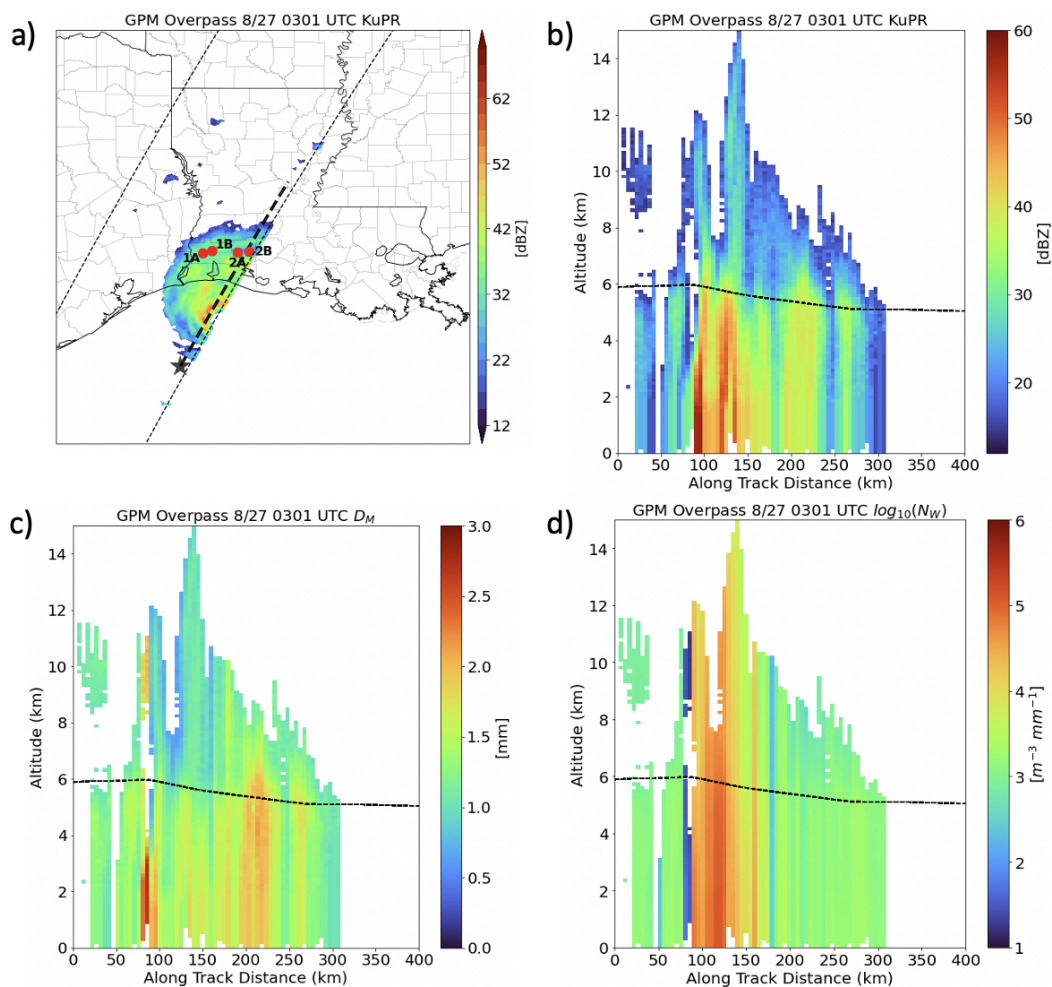 a)
GPM Overpass 8/27 0301 UTC KuPR
1A
1B
2A
2B
62
52
42
32
22
12
[dBZ]
b)
GPM Overpass 8/27 0301 UTC KuPR
Altitude (km)
14
12
10
8
6
4
2
0
0 50 100 150 200 250 300 350 400
Along Track Distance (km)
60
50
40
30
20
[dBZ]
c)
GPM Overpass 8/27 0301 UTC D_M
Altitude (km)
14
12
10
8
6
4
2
0
0 50 100 150 200 250 300 350 400
Along Track Distance (km)
3.0
2.5
2.0
1.5
1.0
0.5
0.0
[mm]
d)
GPM Overpass 8/27 0301 UTC log₁₀(N_W)
Altitude (km)
14
12
10
8
6
4
2
0
0 50 100 150 200 250 300 350 400
Along Track Distance (km)
6
5
4
3
2
1
[m⁻³ mm⁻¹]